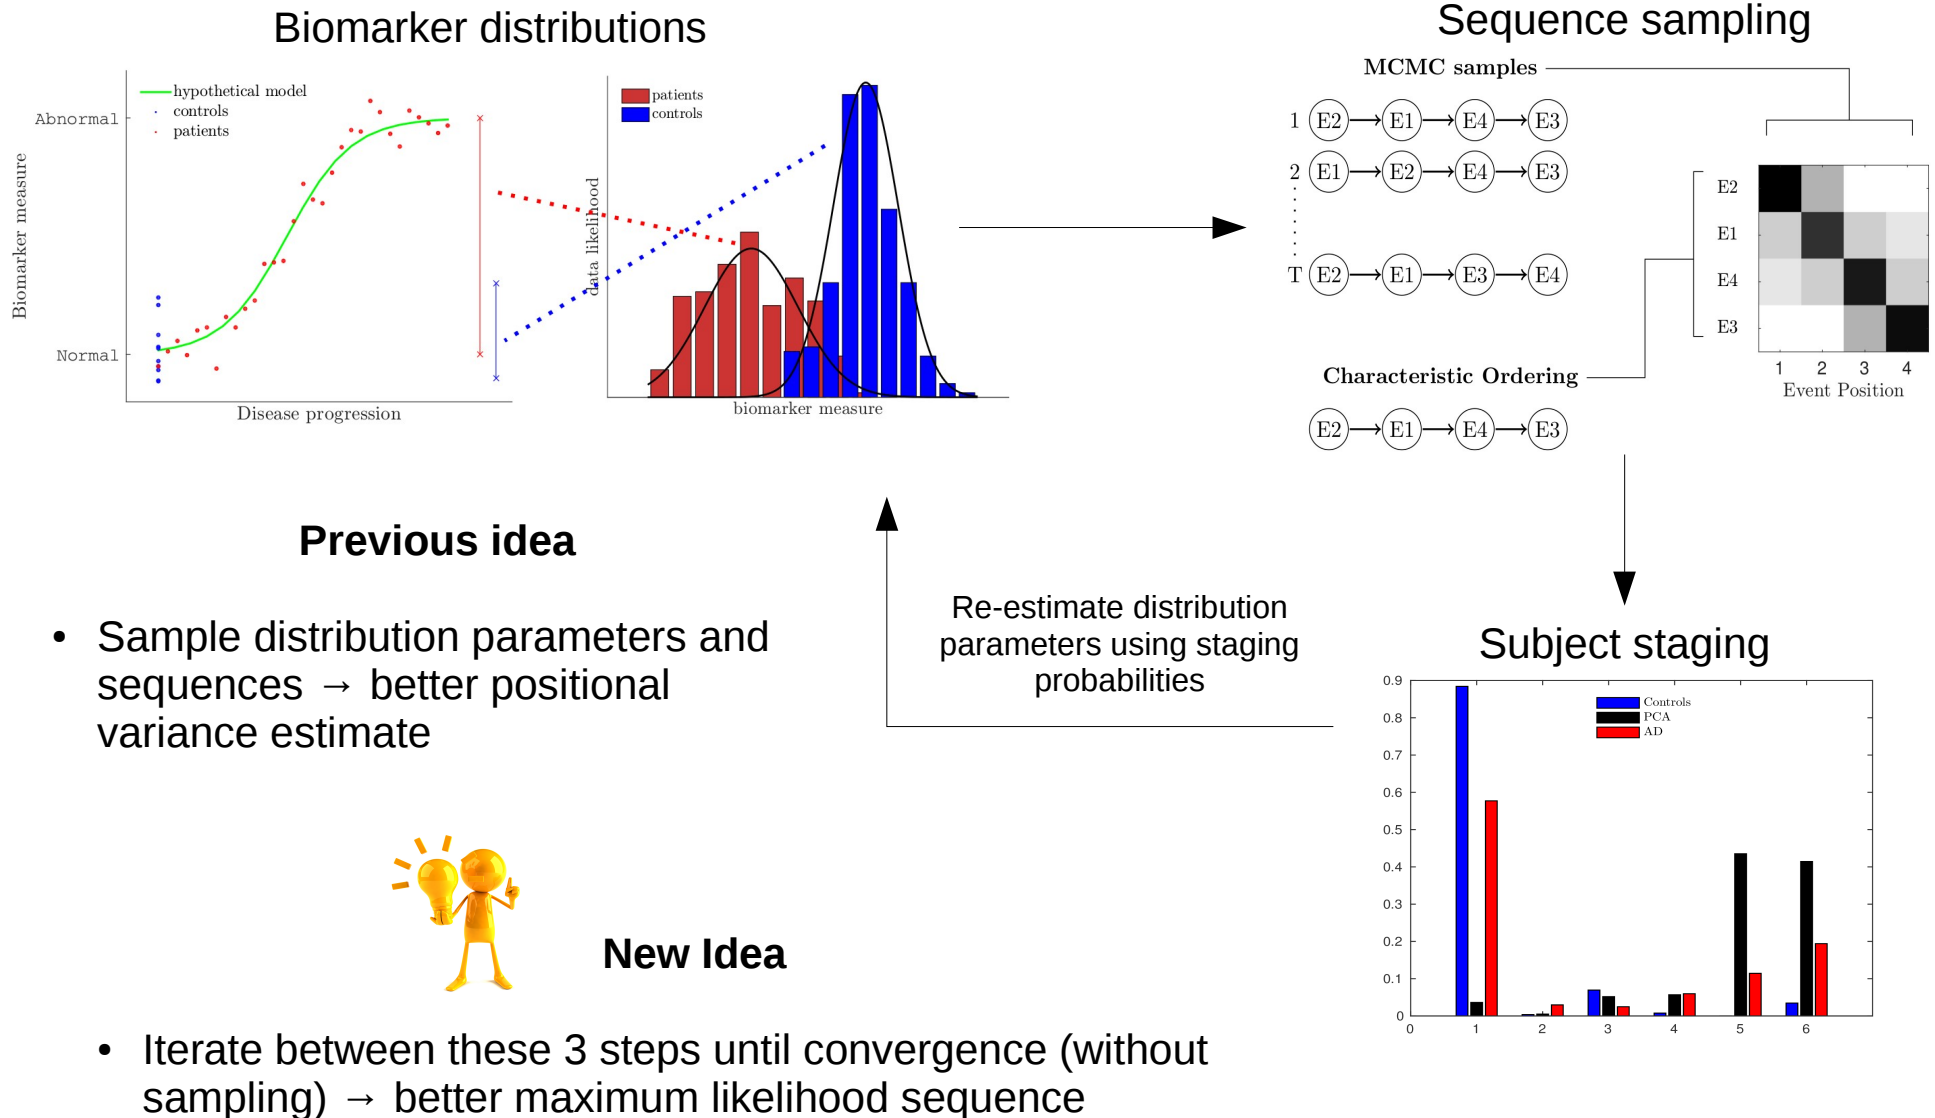 Biomarker distributions
Abnormal
Normal
Biomarker measure
hypothetical model
controls
patients
Disease progression
patients
controls
data likelihood
biomarker measure
Sequence sampling
MCMC samples
1 E2 E1 E4 E3
2 E1 E2 E4 E3
T E2 E1 E3 E4
Characteristic Ordering
E2 E1 E4 E3
E2
E1
E4
E3
1 2 3 4
Event Position
Previous idea
• Sample distribution parameters and
sequences → better positional
variance estimate
Re-estimate distribution
parameters using staging
probabilities
Subject staging
Controls
PCA
AD
0.9
0.8
0.7
0.6
0.5
0.4
0.3
0.2
0.1
0
0 1 2 3 4 5 6
New Idea
• Iterate between these 3 steps until convergence (without
sampling) → better maximum likelihood sequence